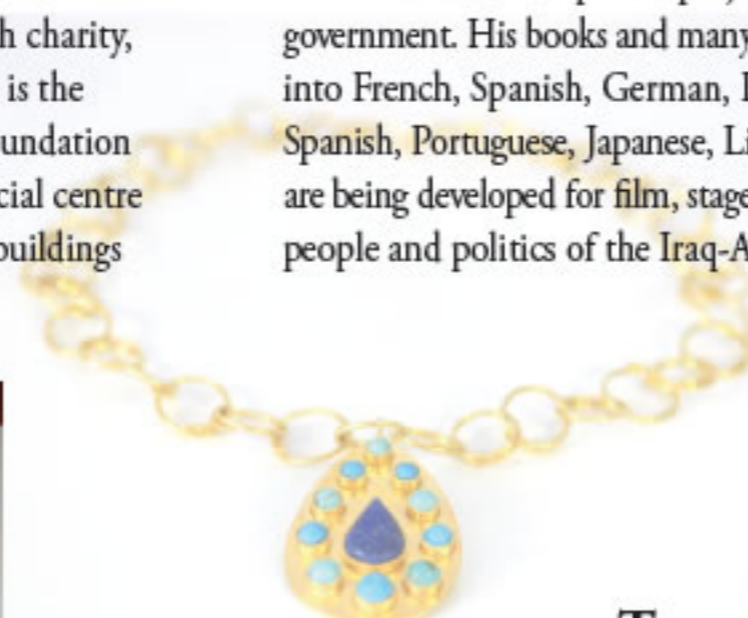 h charity,
is the
undation
cial centre
buildings
government. His books and many
into French, Spanish, German,
Spanish, Portuguese, Japanese,
are being developed for film, stage
people and politics of the Iraq-A